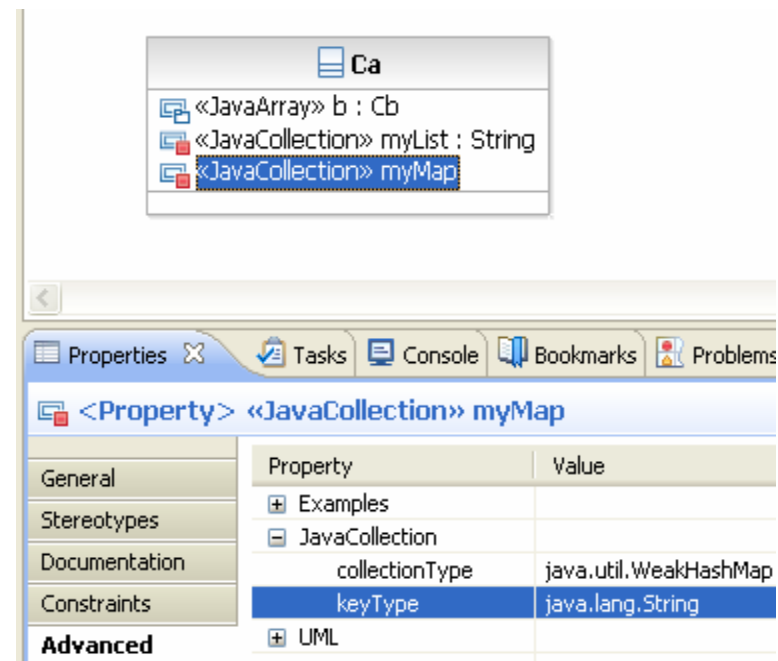 Ca
«JavaArray» b : Cb
«JavaCollection» myList : String
«JavaCollection» myMap
Properties Tasks Console Bookmarks Problems
<Property> «JavaCollection» myMap
General
Stereotypes
Documentation
Constraints
Advanced
Property Value
Examples
JavaCollection
collectionType java.util.WeakHashMap
keyType java.lang.String
UML